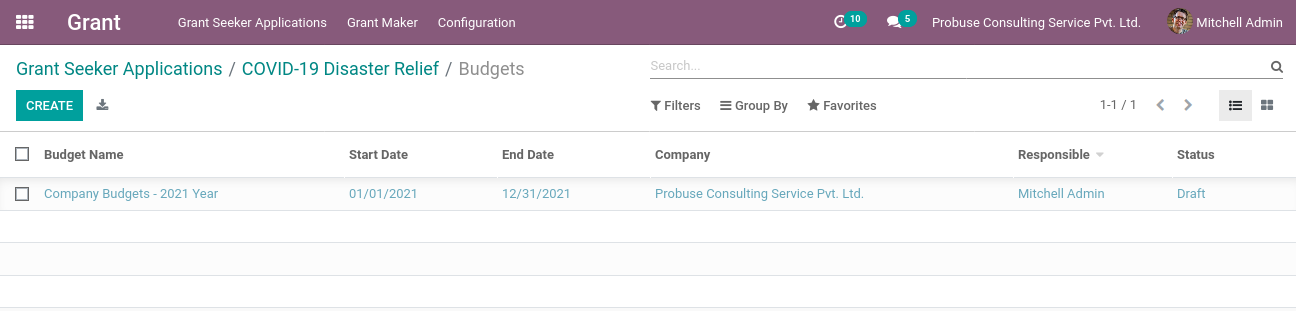 Grant Grant Seeker Applications Grant Maker Configuration 10 5 Probuse Consulting Service Pvt. Ltd. Mitchell Admin
Grant Seeker Applications / COVID-19 Disaster Relief / Budgets Search...
CREATE Filters Group By Favorites 1-1 / 1
Budget Name Start Date End Date Company Responsible Status
Company Budgets - 2021 Year 01/01/2021 12/31/2021 Probuse Consulting Service Pvt. Ltd. Mitchell Admin Draft